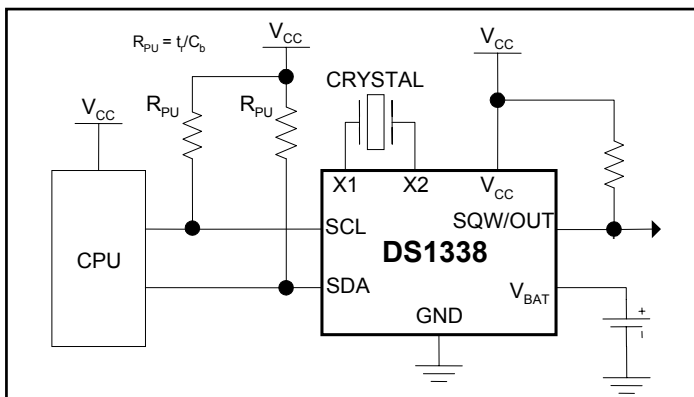 R_PU = t_r/C_b
V_CC
V_CC
V_CC
R_PU
R_PU
CRYSTAL
X1
X2
V_CC
CPU
SCL
SQW/OUT
DS1338
SDA
V_BAT
GND
+
–